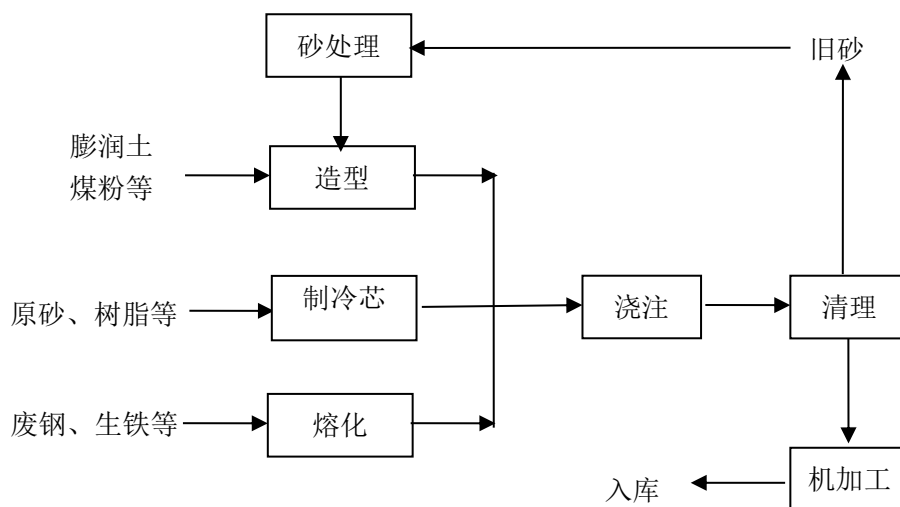 砂处理
旧砂
膨润土
煤粉等
造型
原砂、树脂等
制冷芯
浇注
清理
废钢、生铁等
熔化
机加工
入库